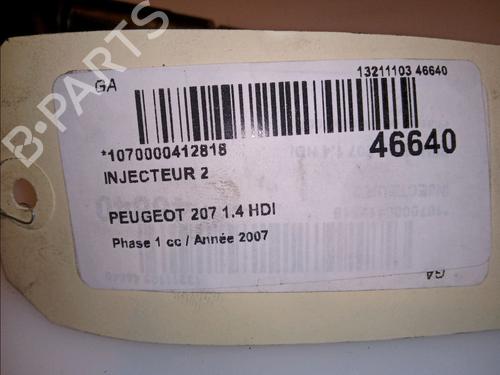 B-PARTS
GA
13211103 46640
*1070000412818
46640
INJECTEUR 2
PEUGEOT 207 1.4 HDI
Phase 1 cc / Année 2007